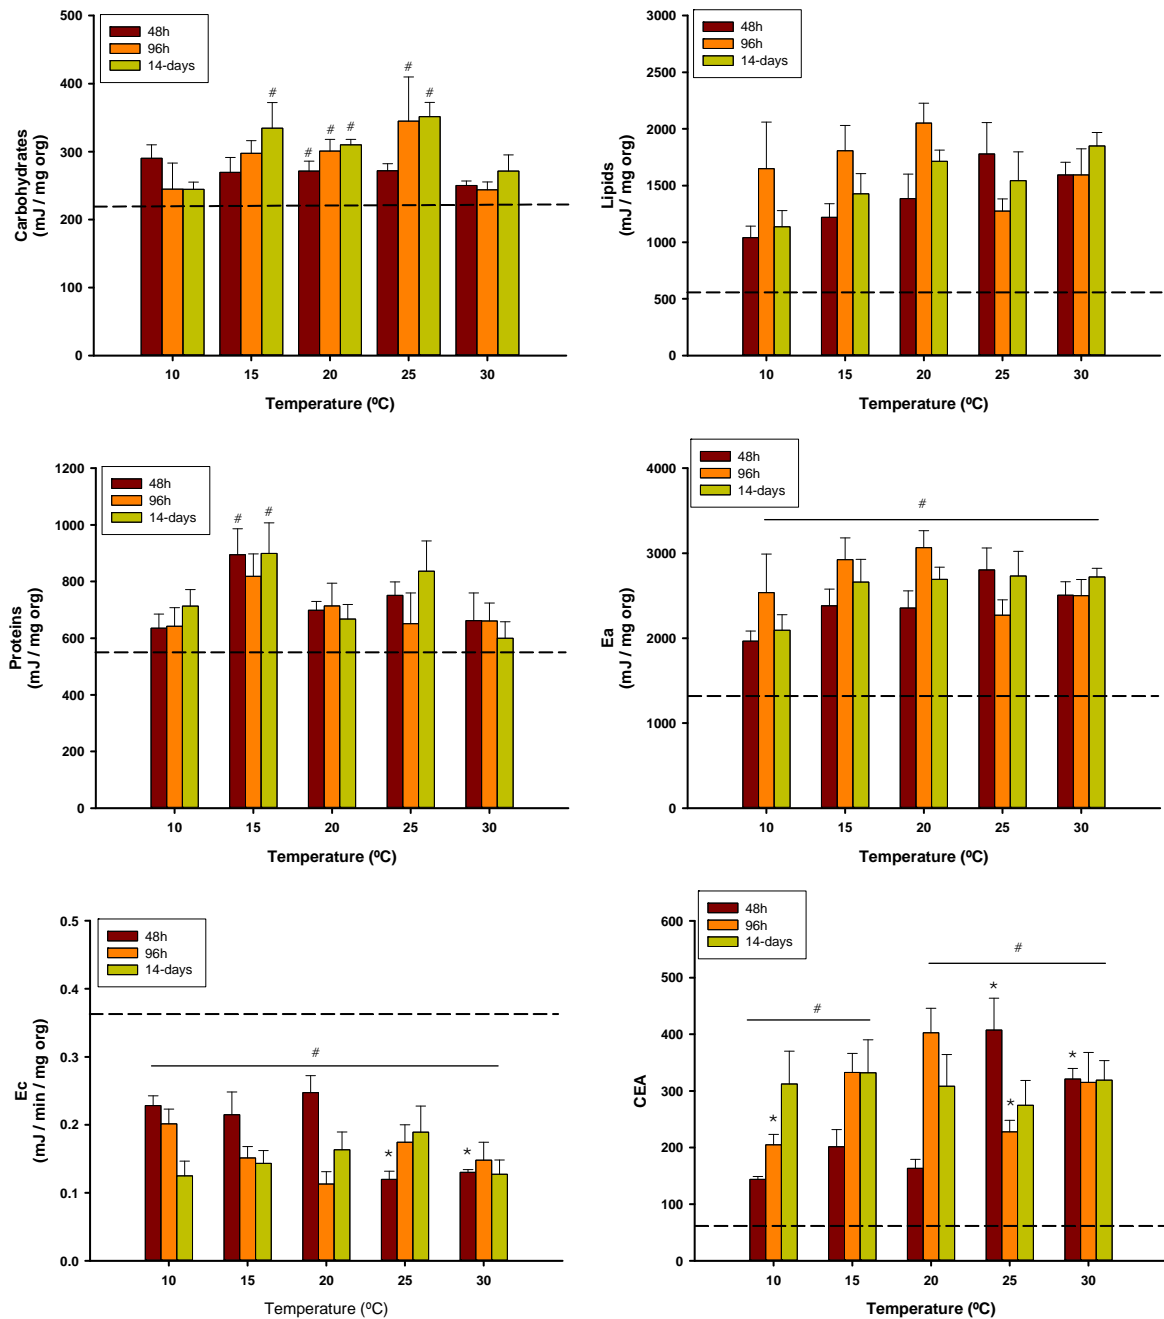 48h
96h
14-days
500
400
300
200
100
0
Carbohydrates
(mJ / mg org)
#
#
#
#
#
#
10
15
20
25
30
Temperature (ºC)
48h
96h
14-days
3000
2500
2000
1500
1000
500
0
Lipids
(mJ / mg org)
10
15
20
25
30
Temperature (ºC)
48h
96h
14-days
1200
1000
800
600
400
200
0
Proteins
(mJ / mg org)
#
#
10
15
20
25
30
Temperature (ºC)
48h
96h
14-days
4000
3000
2000
1000
0
Ea
(mJ / mg org)
#
10
15
20
25
30
Temperature (ºC)
48h
96h
14-days
0.5
0.4
0.3
0.2
0.1
0.0
Ec
(mJ / min / mg org)
#
*
*
10
15
20
25
30
Temperature (ºC)
48h
96h
14-days
600
500
400
300
200
100
0
CEA
#
#
*
*
*
*
10
15
20
25
30
Temperature (ºC)